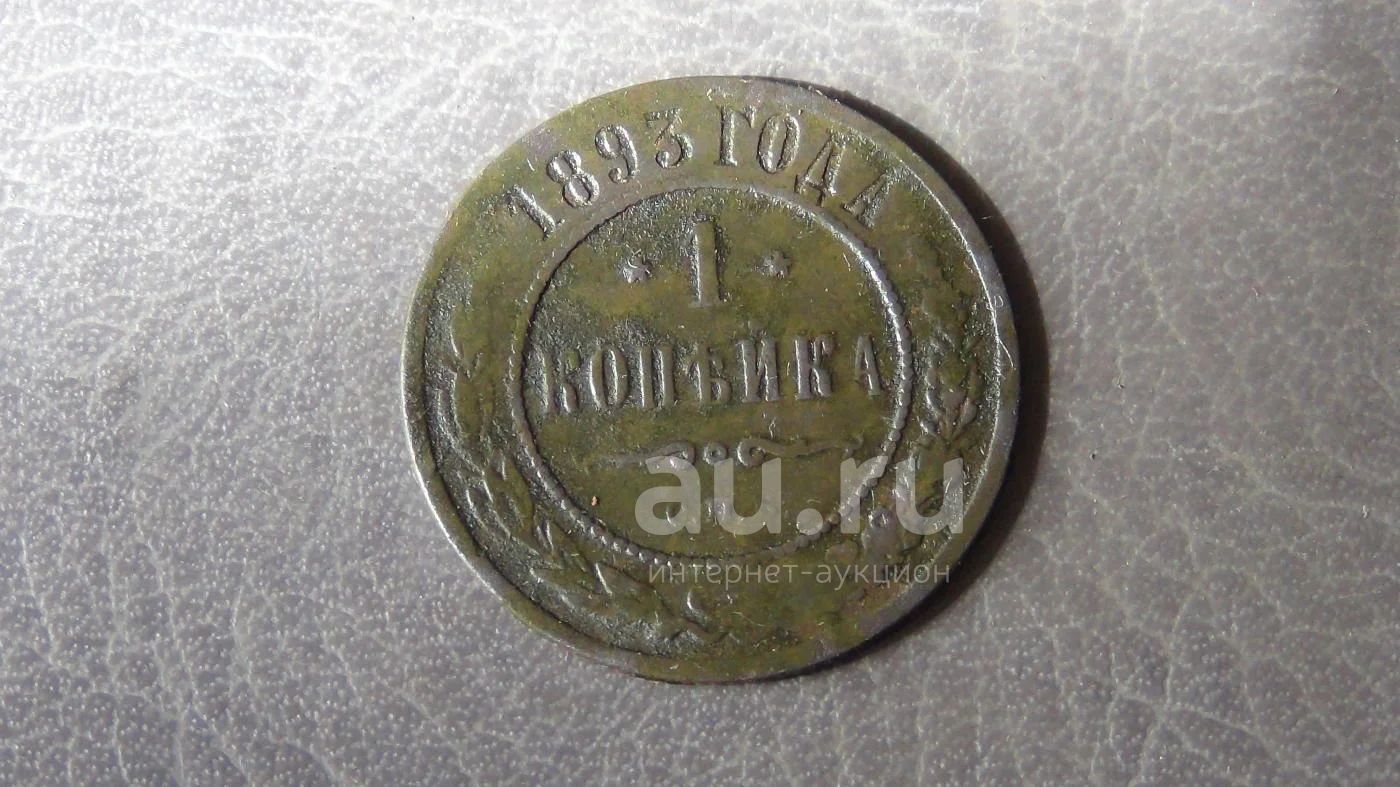 1893 ГОДА
* 1 *
КОПѢЙКА
au.ru
интернет-аукцион